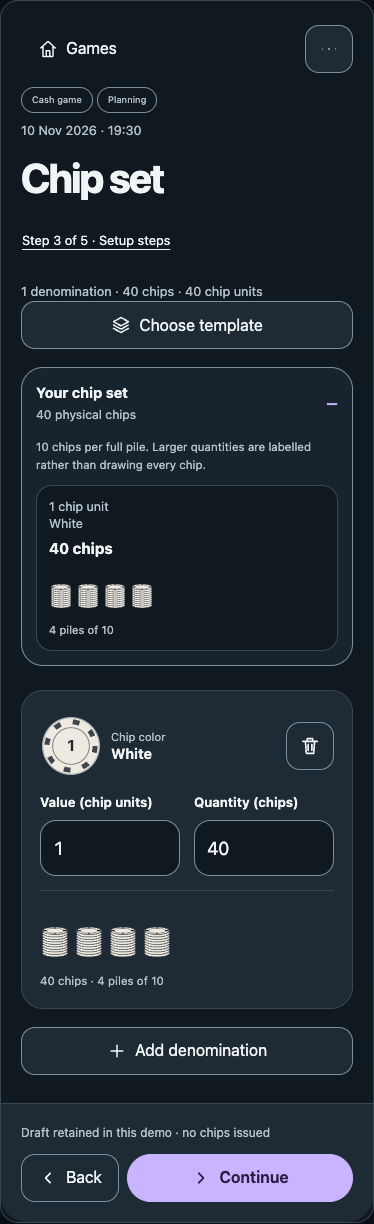 Games
Cash game
Planning
10 Nov 2026 · 19:30
Chip set
Step 3 of 5 · Setup steps
1 denomination · 40 chips · 40 chip units
Choose template
Your chip set
40 physical chips
10 chips per full pile. Larger quantities are labelled
rather than drawing every chip.
1 chip unit
White
40 chips
4 piles of 10
1
Chip color
White
Value (chip units)
Quantity (chips)
1
40
40 chips · 4 piles of 10
Add denomination
Draft retained in this demo · no chips issued
Back
Continue